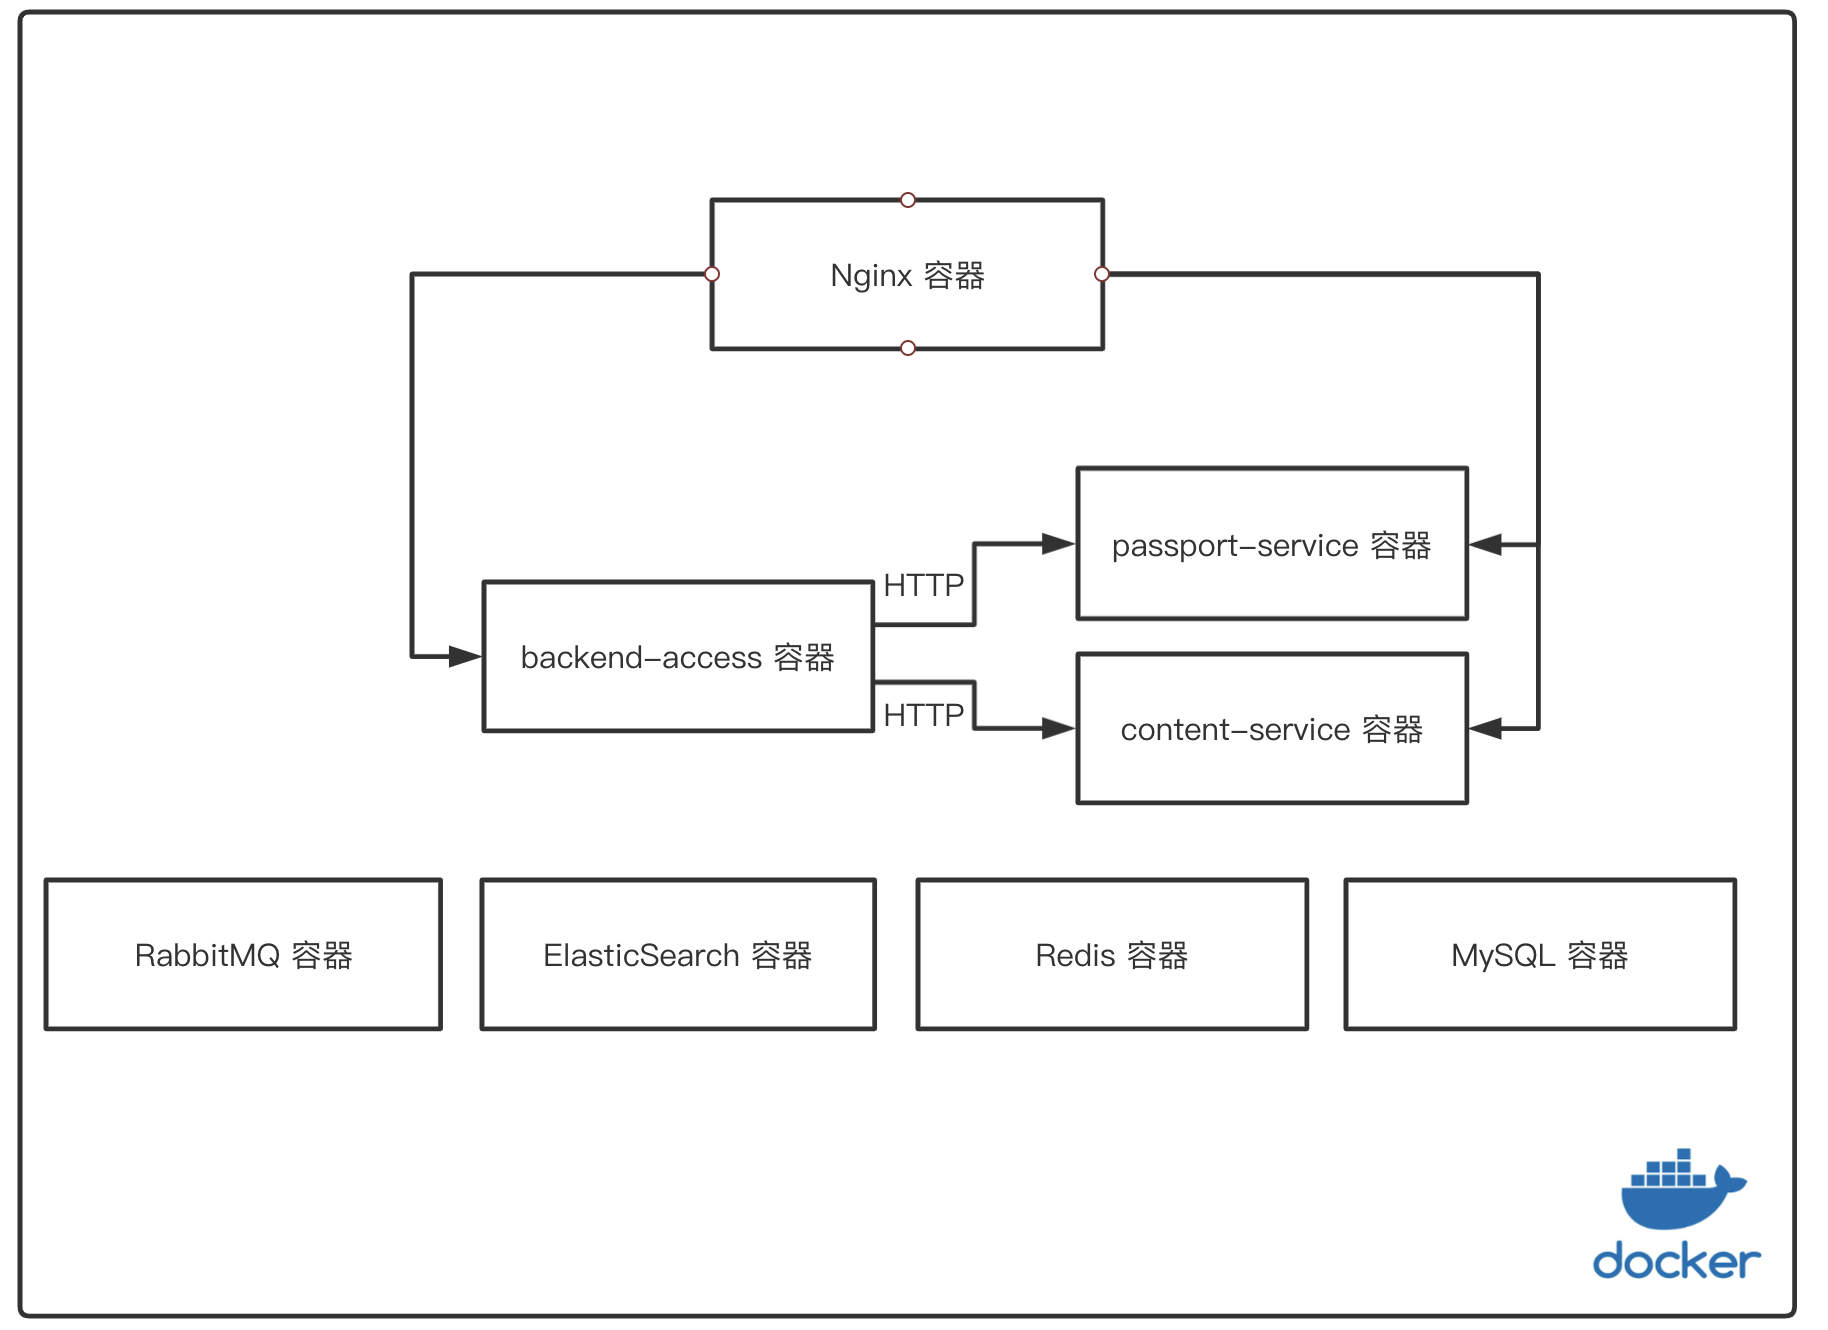 Nginx 容器
passport-service 容器
HTTP
backend-access 容器
HTTP
content-service 容器
RabbitMQ 容器
ElasticSearch 容器
Redis 容器
MySQL 容器
docker